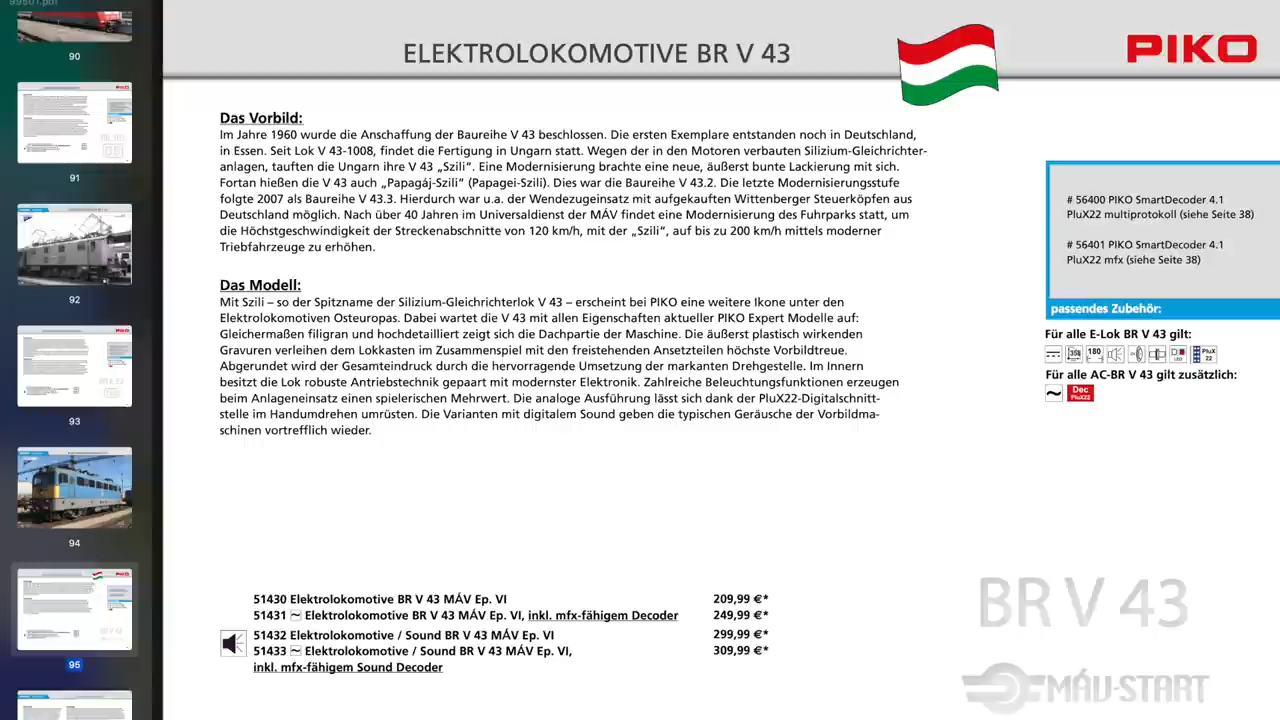 99501.pdf
90
91
92
93
94
95
ELEKTROLOKOMOTIVE BR V 43
PIKO
Das Vorbild:
Im Jahre 1960 wurde die Anschaffung der Baureihe V 43 beschlossen. Die ersten Exemplare entstanden noch in Deutschland,
in Essen. Seit Lok V 43-1008, findet die Fertigung in Ungarn statt. Wegen der in den Motoren verbauten Silizium-Gleichrichter-
anlagen, tauften die Ungarn ihre V 43 „Szili“. Eine Modernisierung brachte eine neue, äußerst bunte Lackierung mit sich.
Fortan hießen die V 43 auch „Papagáj-Szili“ (Papagei-Szili). Dies war die Baureihe V 43.2. Die letzte Modernisierungsstufe
folgte 2007 als Baureihe V 43.3. Hierdurch war u.a. der Wendezugeinsatz mit aufgekauften Wittenberger Steuerköpfen aus
Deutschland möglich. Nach über 40 Jahren im Universaldienst der MÁV findet eine Modernisierung des Fuhrparks statt, um
die Höchstgeschwindigkeit der Streckenabschnitte von 120 km/h, mit der „Szili“, auf bis zu 200 km/h mittels moderner
Triebfahrzeuge zu erhöhen.
Das Modell:
Mit Szili – so der Spitzname der Silizium-Gleichrichterlok V 43 – erscheint bei PIKO eine weitere Ikone unter den
Elektrolokomotiven Osteuropas. Dabei wartet die V 43 mit allen Eigenschaften aktueller PIKO Expert Modelle auf:
Gleichermaßen filigran und hochdetailliert zeigt sich die Dachpartie der Maschine. Die äußerst plastisch wirkenden
Gravuren verleihen dem Lokkasten im Zusammenspiel mit den freistehenden Ansetzteilen höchste Vorbildtreue.
Abgerundet wird der Gesamteindruck durch die hervorragende Umsetzung der markanten Drehgestelle. Im Innern
besitzt die Lok robuste Antriebstechnik gepaart mit modernster Elektronik. Zahlreiche Beleuchtungsfunktionen erzeugen
beim Anlageneinsatz einen spielerischen Mehrwert. Die analoge Ausführung lässt sich dank der PluX22-Digitalschnitt-
stelle im Handumdrehen umrüsten. Die Varianten mit digitalem Sound geben die typischen Geräusche der Vorbildma-
schinen vortrefflich wieder.
# 56400 PIKO SmartDecoder 4.1
PluX22 multiprotokoll (siehe Seite 38)
# 56401 PIKO SmartDecoder 4.1
PluX22 mfx (siehe Seite 38)
passendes Zubehör:
Für alle E-Lok BR V 43 gilt:
358 180 LED PluX 22
Für alle AC-BR V 43 gilt zusätzlich:
~ Dec PluX22
51430 Elektrolokomotive BR V 43 MÁV Ep. VI 209,99 €*
51431 ~ Elektrolokomotive BR V 43 MÁV Ep. VI, inkl. mfx-fähigem Decoder 249,99 €*
51432 Elektrolokomotive / Sound BR V 43 MÁV Ep. VI 299,99 €*
51433 ~ Elektrolokomotive / Sound BR V 43 MÁV Ep. VI, 309,99 €*
inkl. mfx-fähigem Sound Decoder
BR V 43
MÁV-START